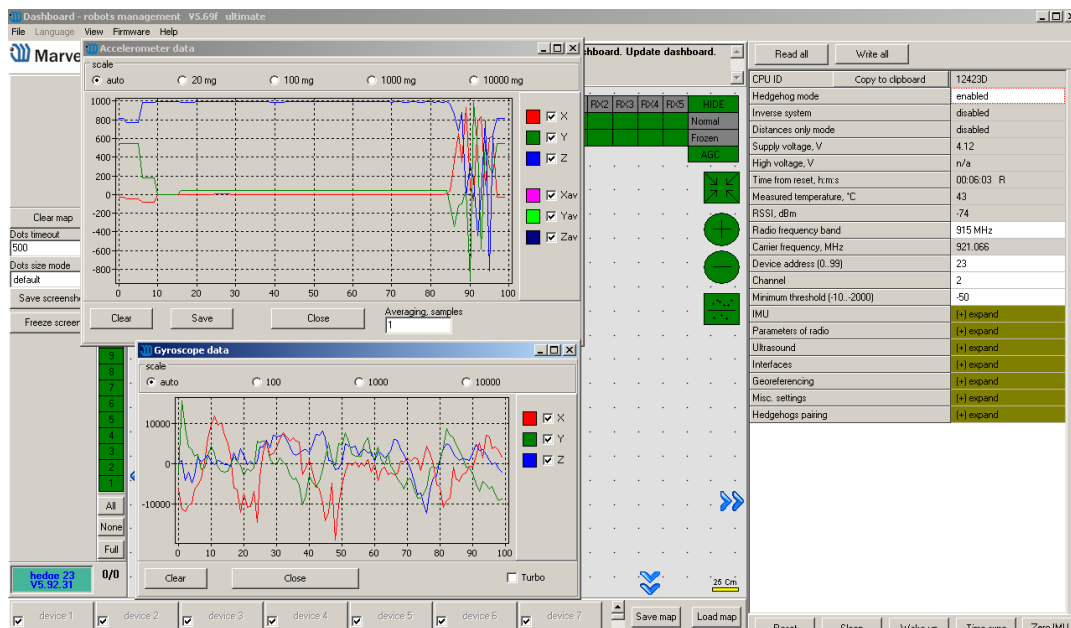 Dashboard - robots management V5.69f ultimate
File Language View Firmware Help
Marve
Accelerometer data
scale
auto 20 mg 100 mg 1000 mg 10000 mg
1000
800
600
400
200
0
-200
-400
-600
-800
0 10 20 30 40 50 60 70 80 90 100
X
Y
Z
Xav
Yav
Zav
Clear Save Close
Averaging, samples
1
hboard. Update dashboard.
RX2 RX3 RX4 RX5 HIDE
Normal
Frozen
AGC
Clear map
Dots timeout
500
Dots size mode
default
Save screensh
Freeze screer
9
8
7
6
5
4
3
2
1
All
None
Full
Gyroscope data
scale
auto 100 1000 10000
10000
0
-10000
0 10 20 30 40 50 60 70 80 90 100
X
Y
Z
Clear Close Turbo
hedge 23
V5.92.31
0/0
25 Cm
device 1 device 2 device 3 device 4 device 5 device 6 device 7
Save map Load map
Read all Write all
CPU ID Copy to clipboard 12423D
Hedgehog mode enabled
Inverse system disabled
Distances only mode disabled
Supply voltage, V 4.12
High voltage, V n/a
Time from reset, h:m:s 00:06:03 R
Measured temperature, °C 43
RSSI, dBm -74
Radio frequency band 915 MHz
Carrier frequency, MHz 921.066
Device address (0..99) 23
Channel 2
Minimum threshold (-10..-2000) -50
IMU (+) expand
Parameters of radio (+) expand
Ultrasound (+) expand
Interfaces (+) expand
Georeferencing (+) expand
Misc. settings (+) expand
Hedgehogs pairing (+) expand
Reset Sleep Wake up Time sync Zero IMU